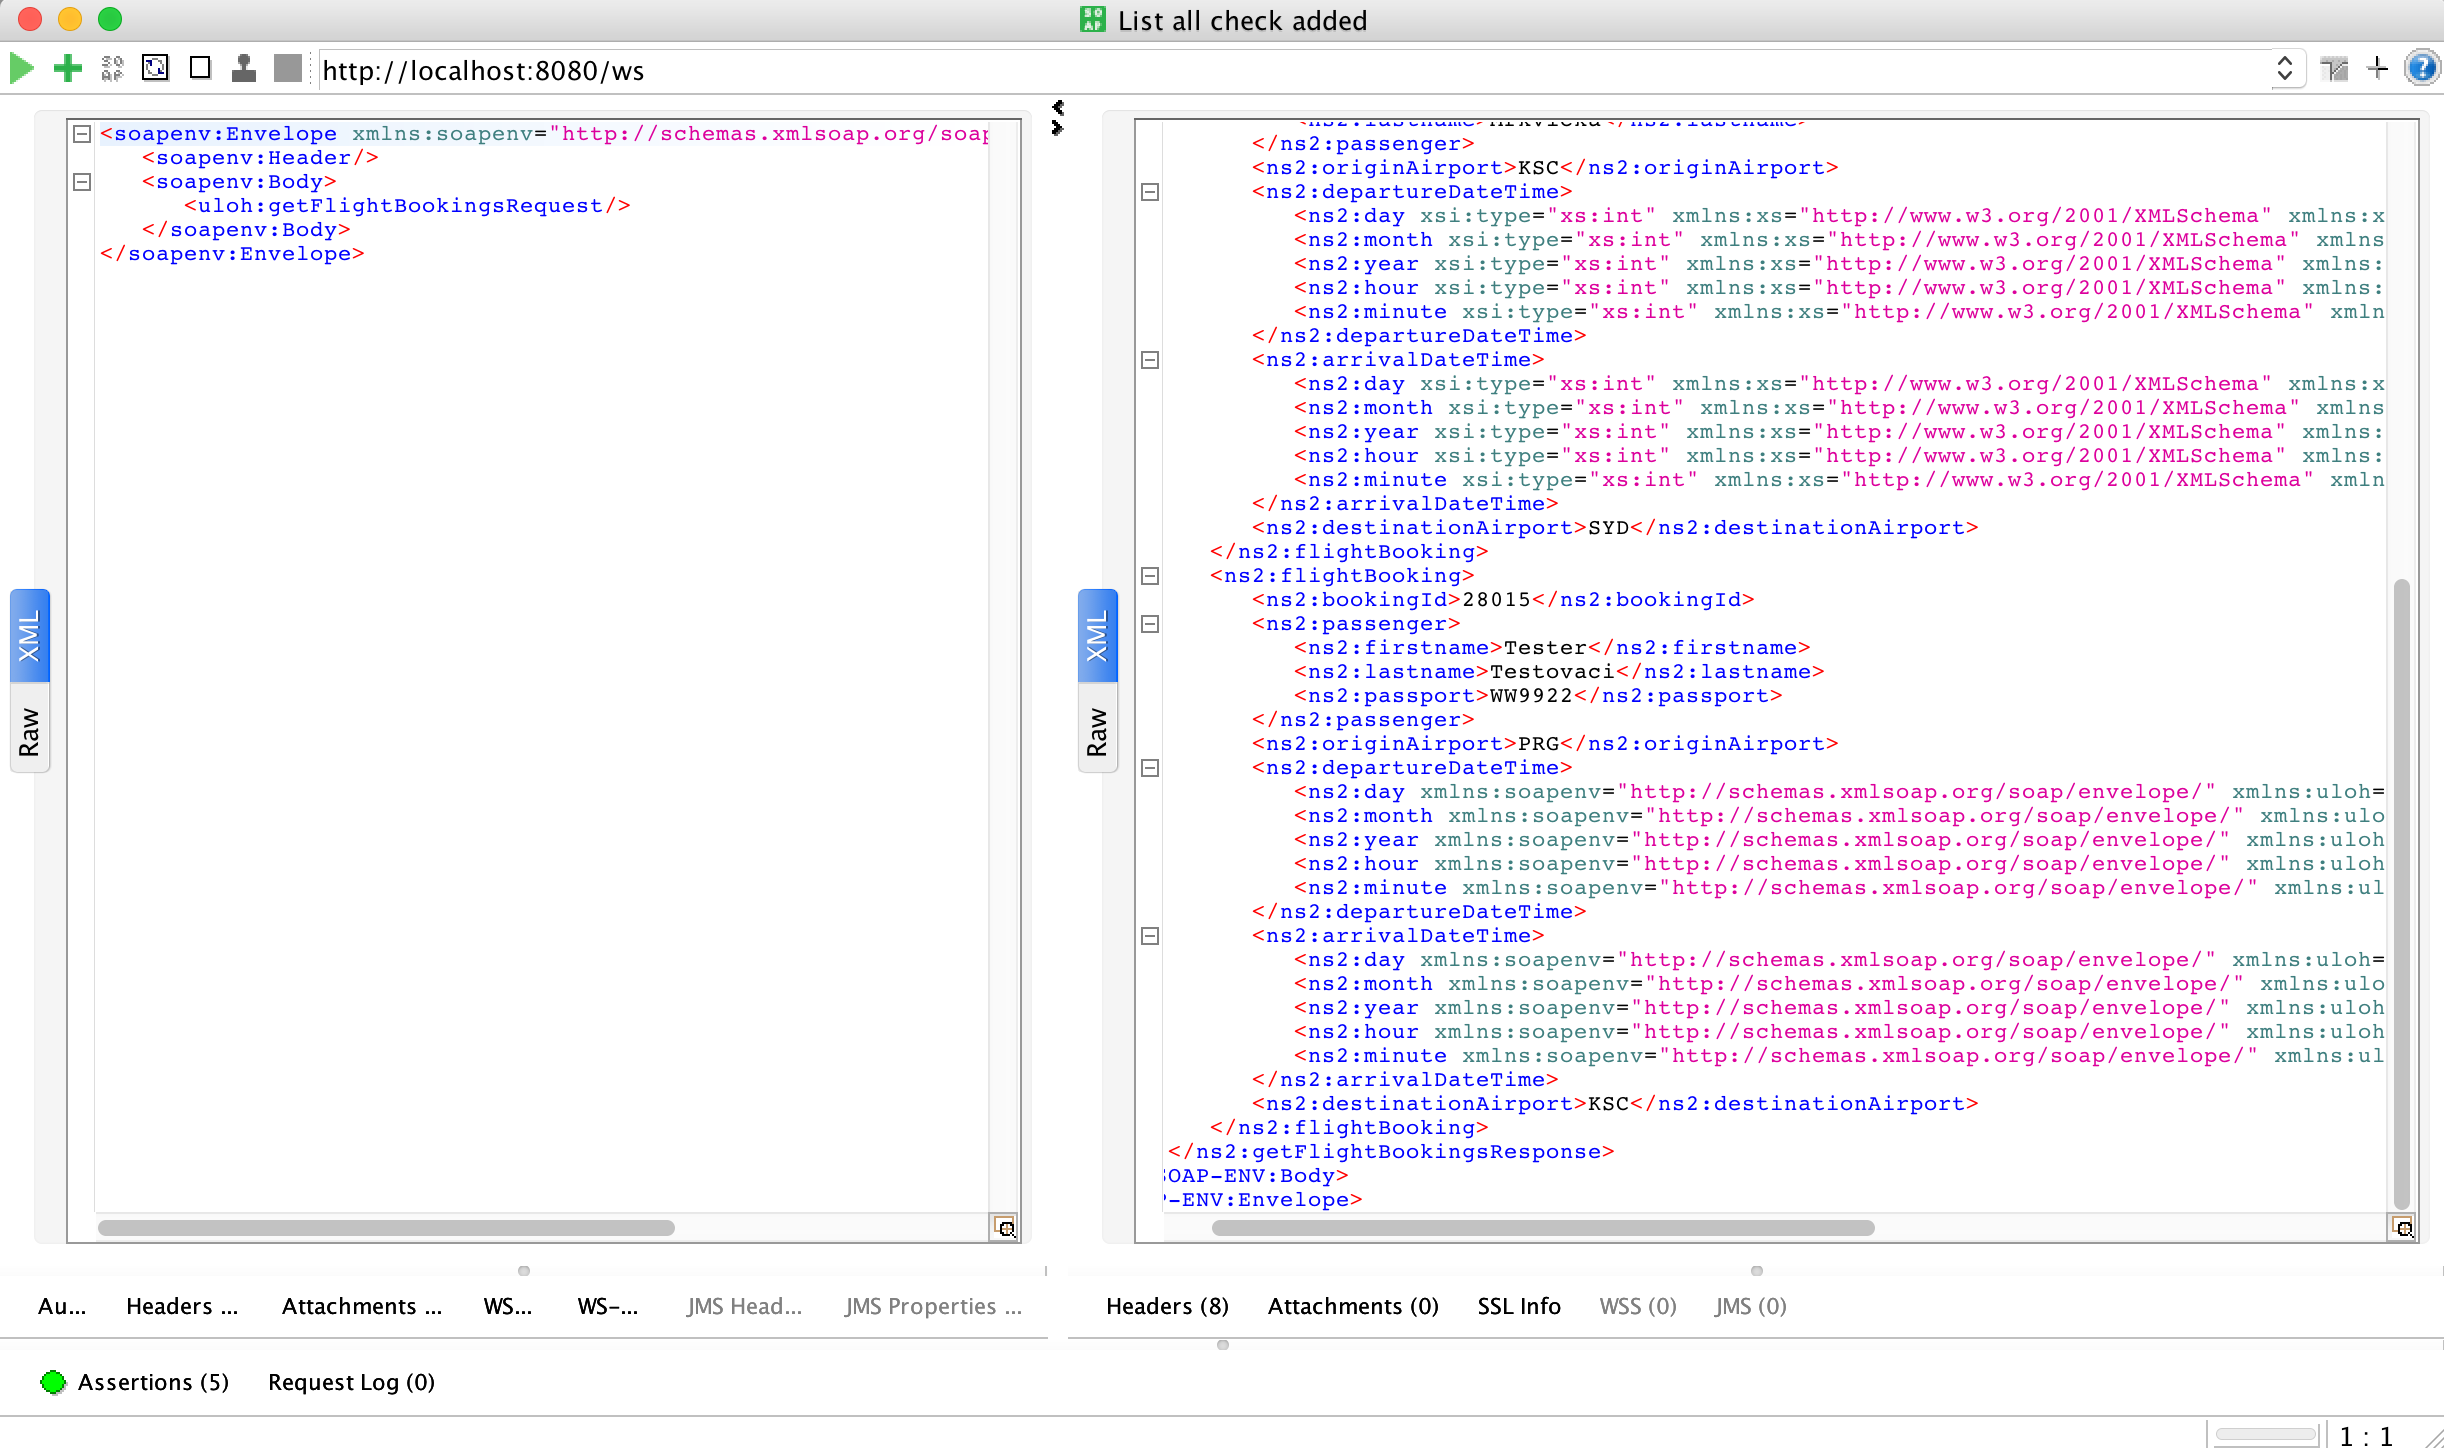 List all check added
http://localhost:8080/ws
<soapenv:Envelope xmlns:soapenv="http://schemas.xmlsoap.org/soap
<soapenv:Header/>
<soapenv:Body>
<uloh:getFlightBookingsRequest/>
</soapenv:Body>
</soapenv:Envelope>
XML
Raw
</ns2:passenger>
<ns2:originAirport>KSC</ns2:originAirport>
<ns2:departureDateTime>
<ns2:day xsi:type="xs:int" xmlns:xs="http://www.w3.org/2001/XMLSchema" xmlns:x
<ns2:month xsi:type="xs:int" xmlns:xs="http://www.w3.org/2001/XMLSchema" xmlns
<ns2:year xsi:type="xs:int" xmlns:xs="http://www.w3.org/2001/XMLSchema" xmlns:
<ns2:hour xsi:type="xs:int" xmlns:xs="http://www.w3.org/2001/XMLSchema" xmlns:
<ns2:minute xsi:type="xs:int" xmlns:xs="http://www.w3.org/2001/XMLSchema" xmln
</ns2:departureDateTime>
<ns2:arrivalDateTime>
<ns2:day xsi:type="xs:int" xmlns:xs="http://www.w3.org/2001/XMLSchema" xmlns:x
<ns2:month xsi:type="xs:int" xmlns:xs="http://www.w3.org/2001/XMLSchema" xmlns
<ns2:year xsi:type="xs:int" xmlns:xs="http://www.w3.org/2001/XMLSchema" xmlns:
<ns2:hour xsi:type="xs:int" xmlns:xs="http://www.w3.org/2001/XMLSchema" xmlns:
<ns2:minute xsi:type="xs:int" xmlns:xs="http://www.w3.org/2001/XMLSchema" xmln
</ns2:arrivalDateTime>
<ns2:destinationAirport>SYD</ns2:destinationAirport>
</ns2:flightBooking>
<ns2:flightBooking>
<ns2:bookingId>28015</ns2:bookingId>
<ns2:passenger>
<ns2:firstname>Tester</ns2:firstname>
<ns2:lastname>Testovaci</ns2:lastname>
<ns2:passport>WW9922</ns2:passport>
</ns2:passenger>
<ns2:originAirport>PRG</ns2:originAirport>
<ns2:departureDateTime>
<ns2:day xmlns:soapenv="http://schemas.xmlsoap.org/soap/envelope/" xmlns:uloh=
<ns2:month xmlns:soapenv="http://schemas.xmlsoap.org/soap/envelope/" xmlns:ulo
<ns2:year xmlns:soapenv="http://schemas.xmlsoap.org/soap/envelope/" xmlns:uloh
<ns2:hour xmlns:soapenv="http://schemas.xmlsoap.org/soap/envelope/" xmlns:uloh
<ns2:minute xmlns:soapenv="http://schemas.xmlsoap.org/soap/envelope/" xmlns:ul
</ns2:departureDateTime>
<ns2:arrivalDateTime>
<ns2:day xmlns:soapenv="http://schemas.xmlsoap.org/soap/envelope/" xmlns:uloh=
<ns2:month xmlns:soapenv="http://schemas.xmlsoap.org/soap/envelope/" xmlns:ulo
<ns2:year xmlns:soapenv="http://schemas.xmlsoap.org/soap/envelope/" xmlns:uloh
<ns2:hour xmlns:soapenv="http://schemas.xmlsoap.org/soap/envelope/" xmlns:uloh
<ns2:minute xmlns:soapenv="http://schemas.xmlsoap.org/soap/envelope/" xmlns:ul
</ns2:arrivalDateTime>
<ns2:destinationAirport>KSC</ns2:destinationAirport>
</ns2:flightBooking>
</ns2:getFlightBookingsResponse>
SOAP-ENV:Body>
P-ENV:Envelope>
XML
Raw
Au... Headers ... Attachments ... WS... WS-... JMS Head... JMS Properties ...
Headers (8) Attachments (0) SSL Info WSS (0) JMS (0)
Assertions (5) Request Log (0)
1 : 1